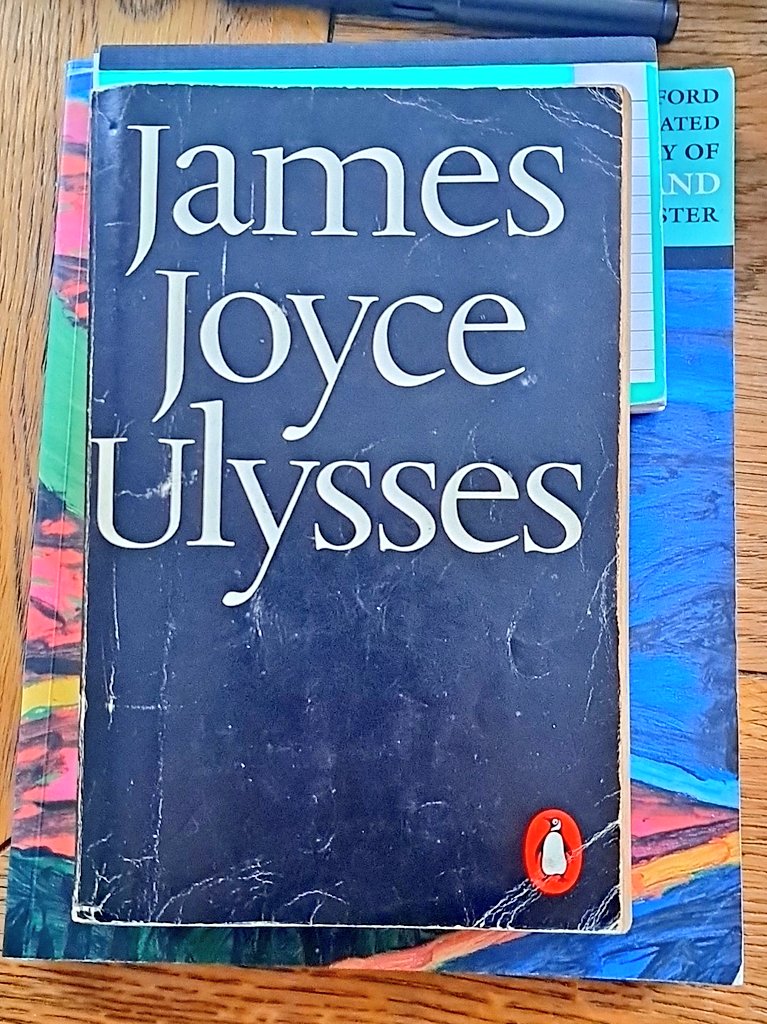 James
Joyce
Ulysses
FORD
ATED
Y OF
AND
STER